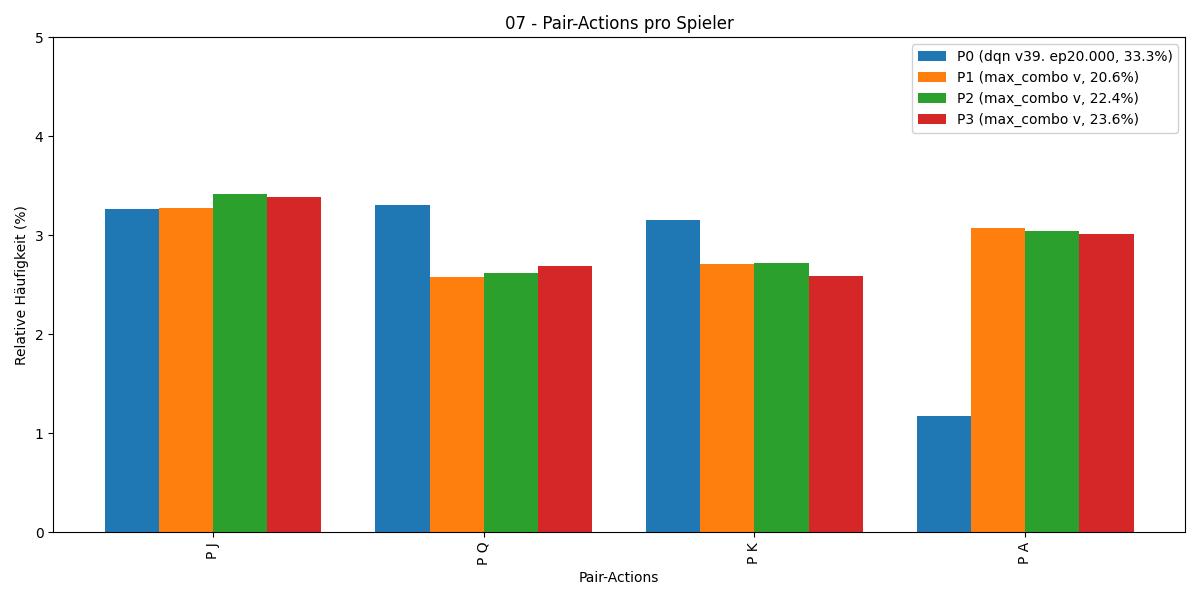 07 - Pair-Actions pro Spieler
P0 (dqn v39. ep20.000, 33.3%)
P1 (max_combo v, 20.6%)
P2 (max_combo v, 22.4%)
P3 (max_combo v, 23.6%)
Relative Häufigkeit (%)
5
4
3
2
1
0
P J
P Q
P K
P A
Pair-Actions